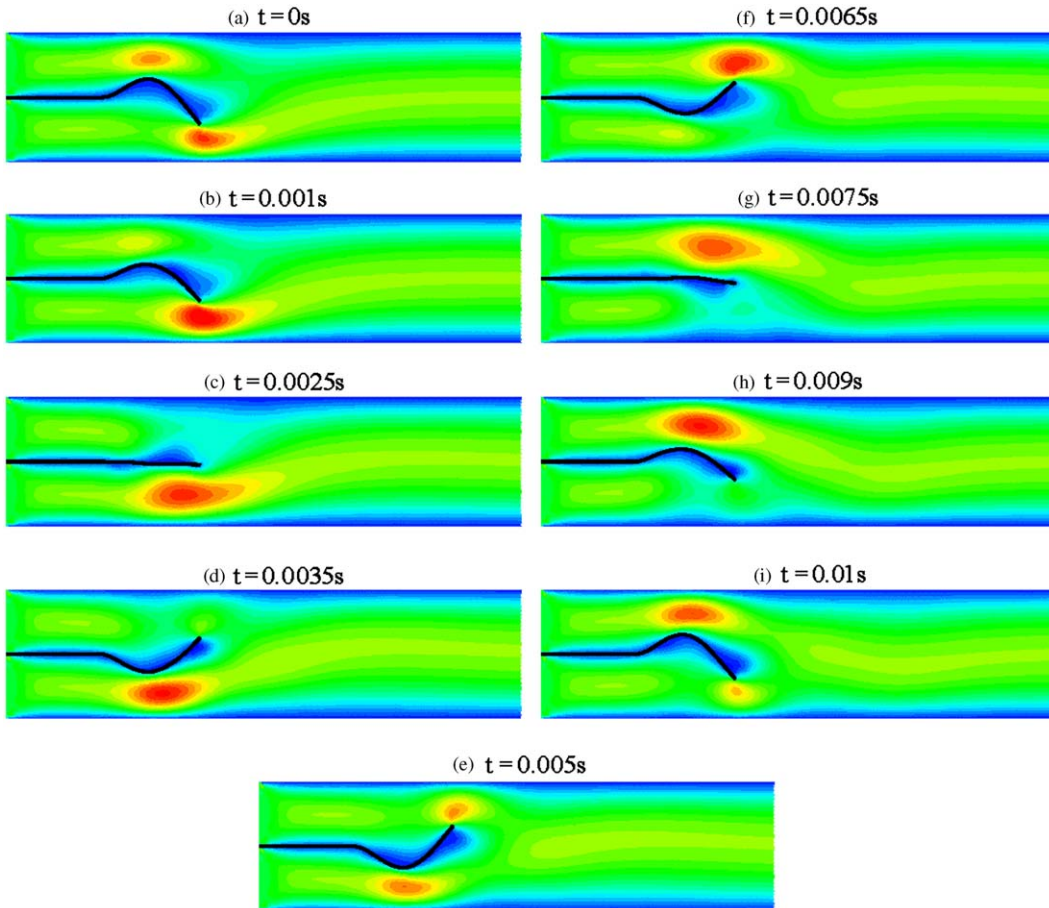 (a) t=0s
(b) t=0.001s
(c) t=0.0025s
(d) t=0.0035s
(e) t=0.005s
(f) t=0.0065s
(g) t=0.0075s
(h) t=0.009s
(i) t=0.01s